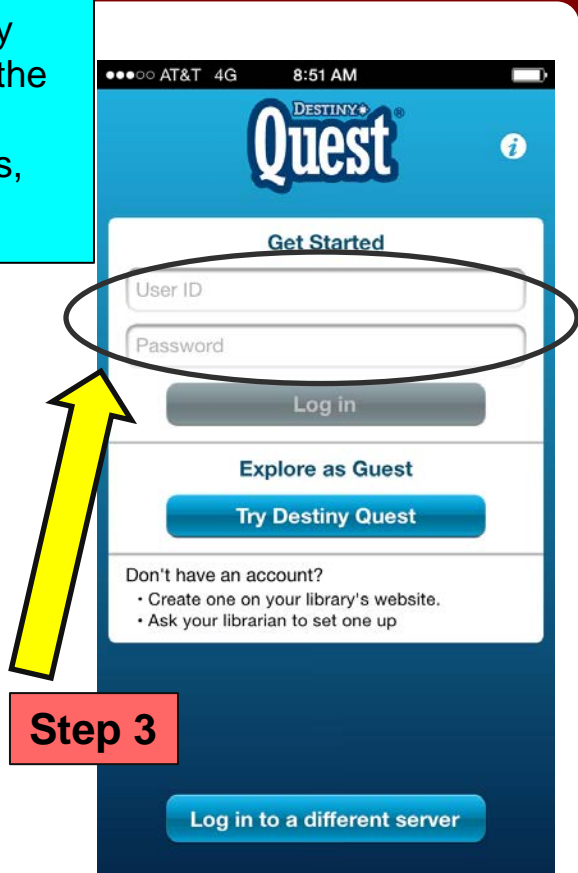 y
the
s,
●●●○○ AT&T 4G 8:51 AM
DESTINY
Quest®
i
Get Started
User ID
Password
Log in
Explore as Guest
Try Destiny Quest
Don't have an account?
• Create one on your library's website.
• Ask your librarian to set one up
Step 3
Log in to a different server